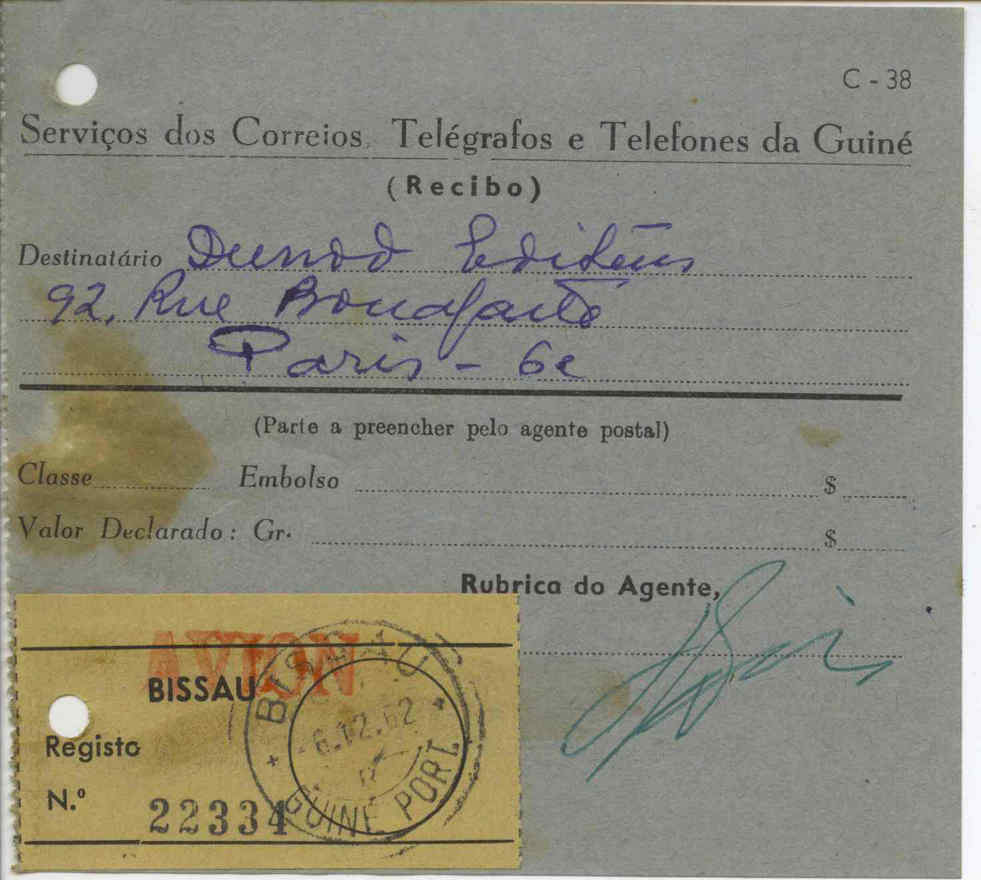 C - 38
Serviços dos Correios, Telégrafos e Telefones da Guiné
(Recibo)
Destinatário Dunod Editeurs
92, Rue Bonaparte
Paris - 6e
(Parte a preencher pelo agente postal)
Classe Embolso $
Valor Declarado: Gr. $
Rubrica do Agente,
AVION
BISSAU
Registo
N.º 22334
BISSAU
6.12.62
GUINÉ PORT.